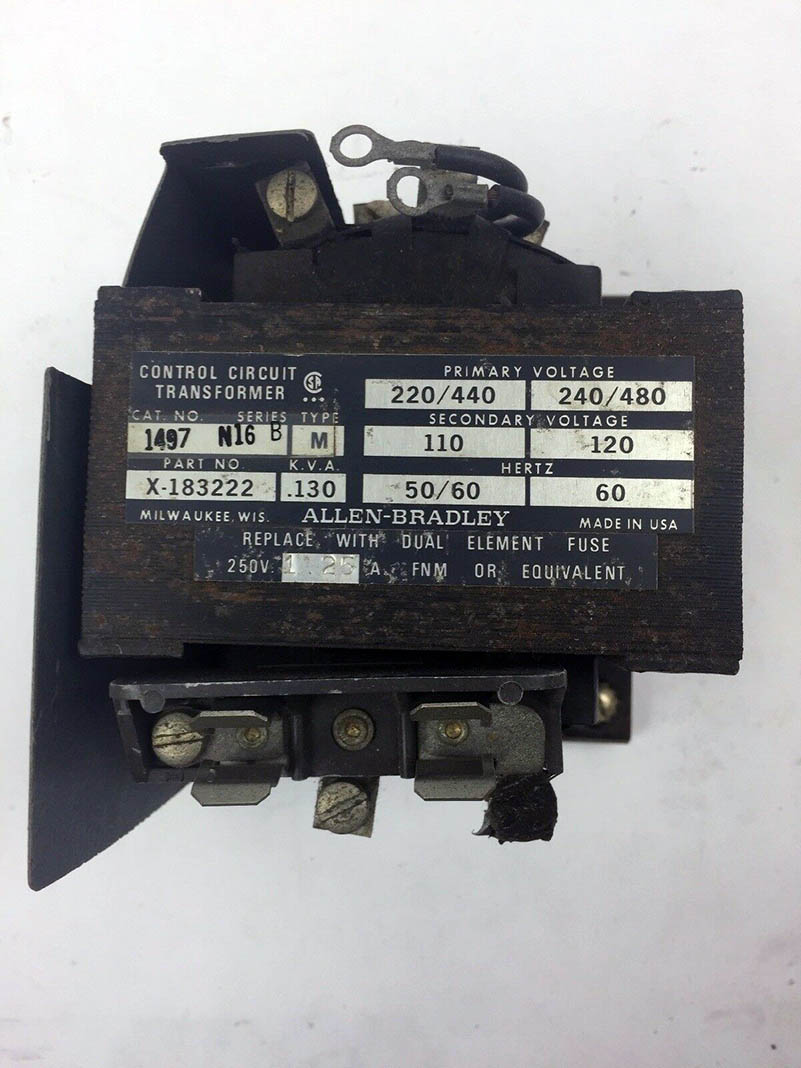 CONTROL CIRCUIT
TRANSFORMER
CAT. NO. SERIES TYPE
1497 N16 B M
PART NO. K.V.A.
X-183222 .130
PRIMARY VOLTAGE
220/440 240/480
SECONDARY VOLTAGE
110 120
HERTZ
50/60 60
MILWAUKEE, WIS. ALLEN-BRADLEY MADE IN USA
REPLACE WITH DUAL ELEMENT FUSE
250V. 1.25 A. FNM OR EQUIVALENT